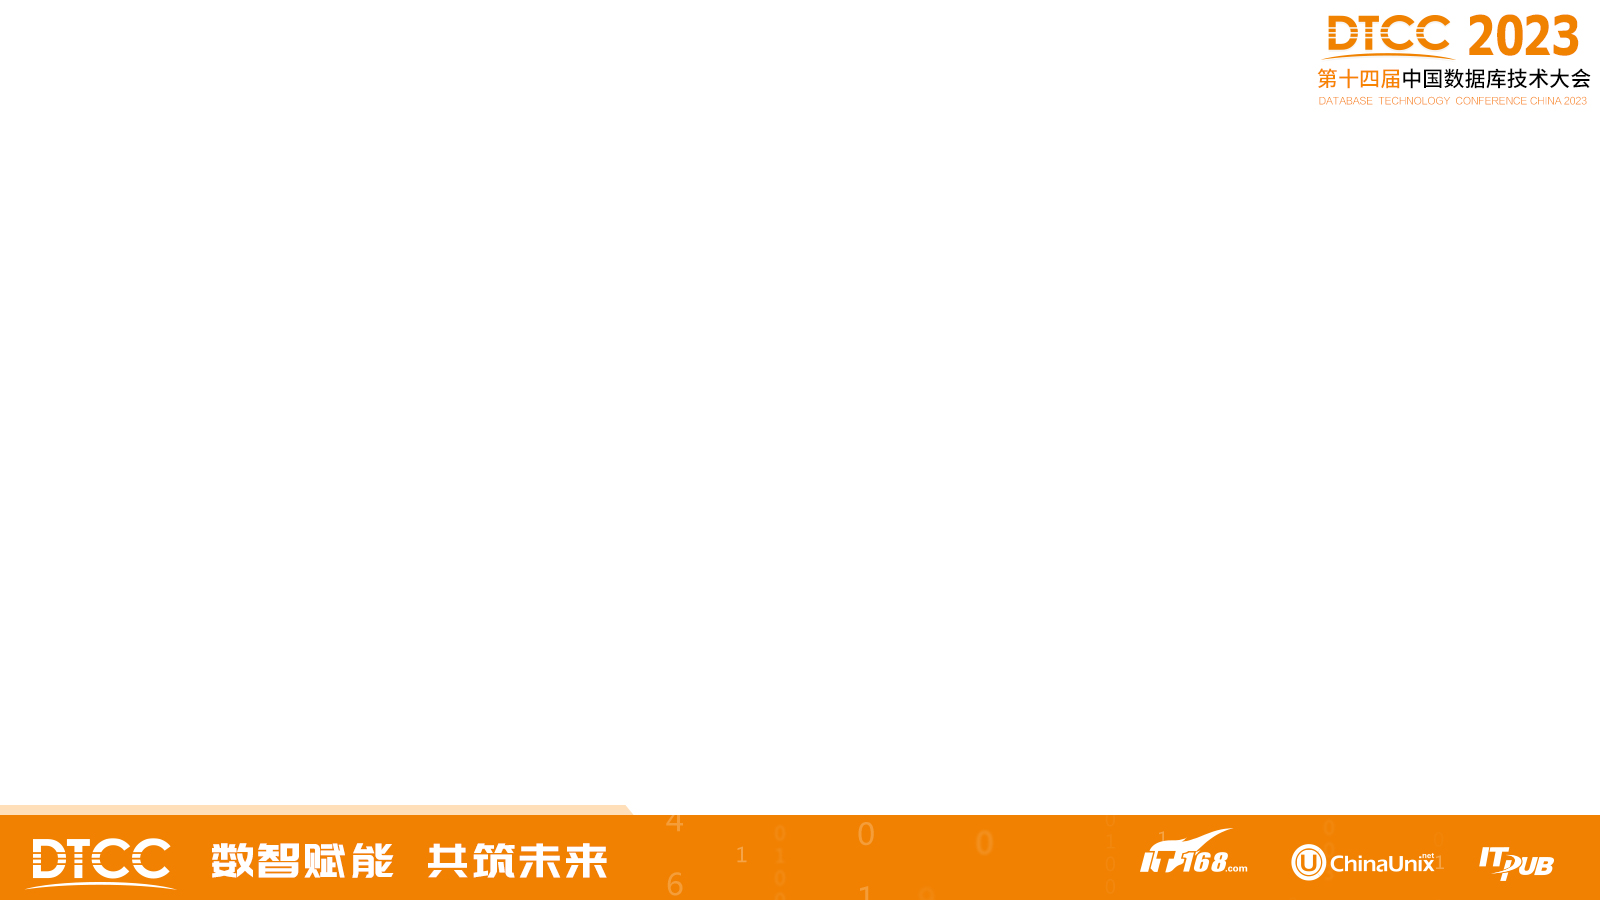 DTCC 2023
第十四届中国数据库技术大会
DATABASE TECHNOLOGY CONFERENCE CHINA 2023
DTCC 数智赋能 共筑未来
IT168.com
ChinaUnix.net
ITPUB